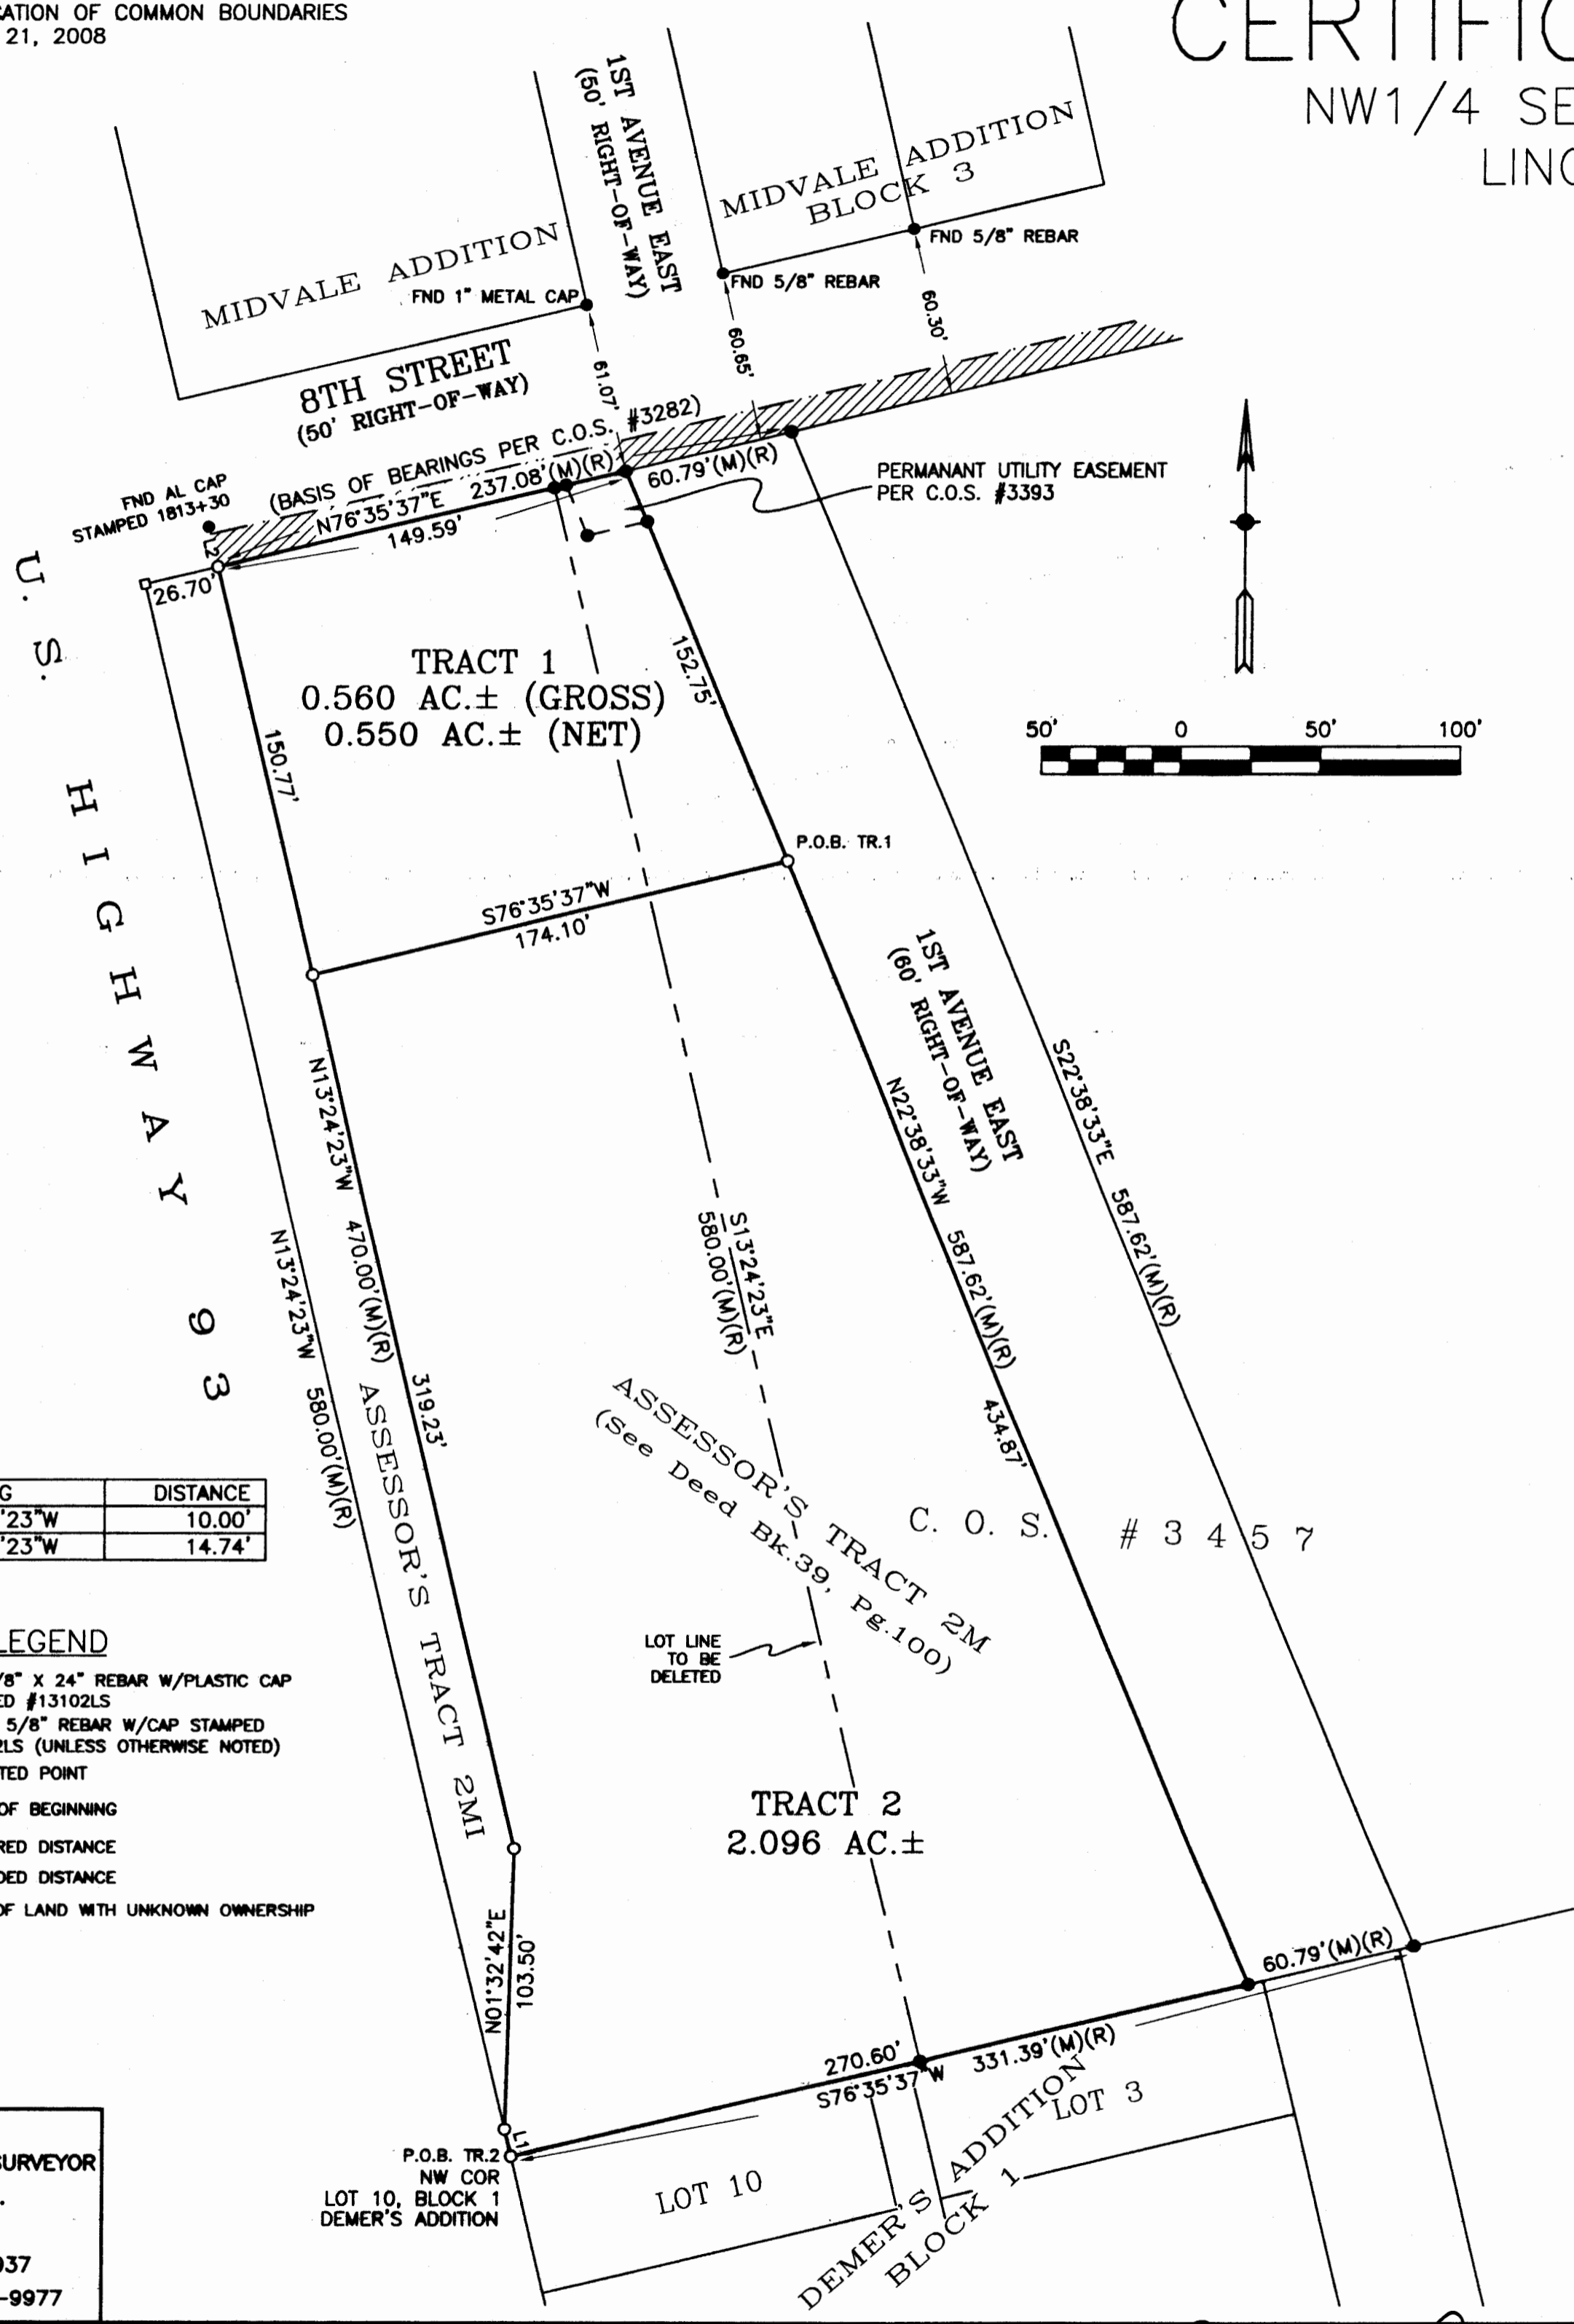 CATION OF COMMON BOUNDARIES
21, 2008
CERTIFIC
NW1/4 SE
LINC
1ST AVENUE EAST
(50' RIGHT-OF-WAY)
MIDVALE ADDITION
BLOCK 3
MIDVALE ADDITION
FND 1" METAL CAP
FND 5/8" REBAR
FND 5/8" REBAR
61.07'
60.65'
60.30'
8TH STREET
(50' RIGHT-OF-WAY)
(BASIS OF BEARINGS PER C.O.S. #3282)
N76°35'37"E 237.08'(M)(R)
149.59'
60.79'(M)(R)
FND AL CAP
STAMPED 1813+30
L2
26.70'
PERMANANT UTILITY EASEMENT
PER C.O.S. #3393
U. S. HIGHWAY 93
TRACT 1
0.560 AC.± (GROSS)
0.550 AC.± (NET)
152.75'
150.77'
50' 0 50' 100'
P.O.B. TR.1
S76°35'37"W
174.10'
1ST AVENUE EAST
(60' RIGHT-OF-WAY)
S22°38'33"E 587.62'(M)(R)
N22°38'33"W 587.62'(M)(R)
434.87'
N13°24'23"W 470.00'(M)(R)
319.23'
N13°24'23"W 580.00'(M)(R)
S13°24'23"E
580.00'(M)(R)
ASSESSOR'S TRACT 2MI
ASSESSOR'S TRACT 2M
(See Deed Bk.39, Pg.100)
C. O. S. #3457
LOT LINE
TO BE
DELETED
G DISTANCE
'23"W 10.00'
'23"W 14.74'
LEGEND
/8" X 24" REBAR W/PLASTIC CAP
ED #13102LS
5/8" REBAR W/CAP STAMPED
2LS (UNLESS OTHERWISE NOTED)
TED POINT
OF BEGINNING
RED DISTANCE
DED DISTANCE
OF LAND WITH UNKNOWN OWNERSHIP
TRACT 2
2.096 AC.±
N01°32'42"E
103.50'
60.79'(M)(R)
270.60'
S76°35'37"W
331.39'(M)(R)
L1
P.O.B. TR.2
NW COR
LOT 10, BLOCK 1
DEMER'S ADDITION
LOT 10
LOT 3
DEMER'S ADDITION
BLOCK 1
SURVEYOR
037
-9977